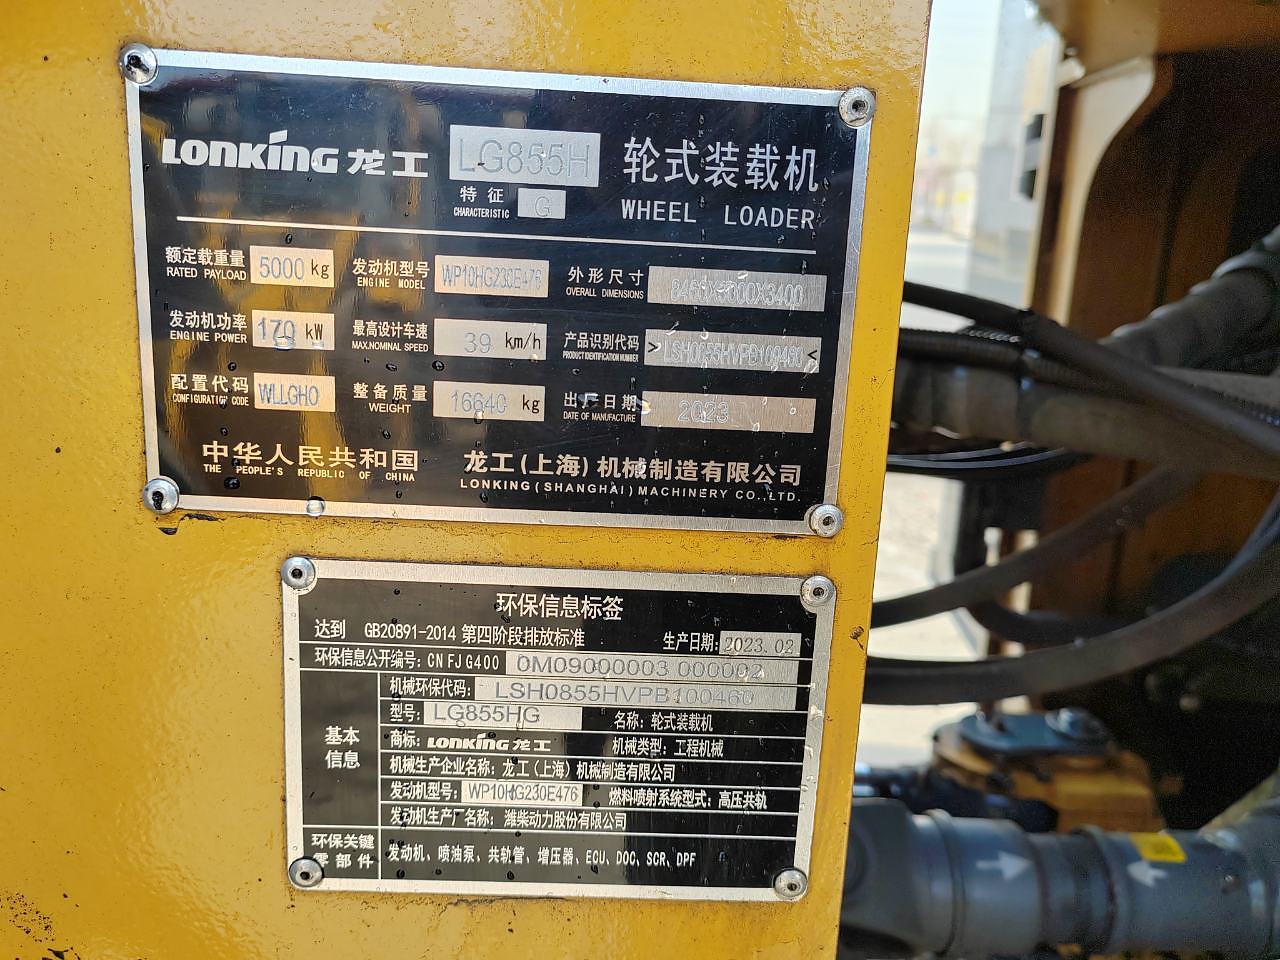 LONKING 龙工 LG855H 轮式装载机
特征 CHARACTERISTIC G WHEEL LOADER
额定载重量 RATED PAYLOAD 5000 kg 发动机型号 ENGINE MODEL WP10HG230E476 外形尺寸 OVERALL DIMENSIONS
发动机功率 ENGINE POWER 170 kW 最高设计车速 MAX.NOMINAL SPEED 39 km/h 产品识别代码 PRODUCT IDENTIFICATION NUMBER >LSH0855HVPB100460<
配置代码 CONFIGURATION CODE WLLGH0 整备质量 WEIGHT 16640 kg 出厂日期 DATE OF MANUFACTURE 2023
中华人民共和国 龙工(上海)机械制造有限公司
THE PEOPLE'S REPUBLIC OF CHINA LONKING(SHANGHAI)MACHINERY CO.,LTD.
环保信息标签
达到 GB20891-2014 第四阶段排放标准 生产日期: 2023.02
环保信息公开编号: CN FJ G400 0M09000003 000002
基本信息
机械环保代码: LSH0855HVPB100460
型号: LG855HG 名称: 轮式装载机
商标: LONKING 龙工 机械类型: 工程机械
机械生产企业名称: 龙工(上海)机械制造有限公司
发动机型号: WP10HG230E476 燃料喷射系统型式: 高压共轨
发动机生产厂名称: 潍柴动力股份有限公司
环保关键零部件 发动机、喷油泵、共轨管、增压器、ECU、DOC、SCR、DPF